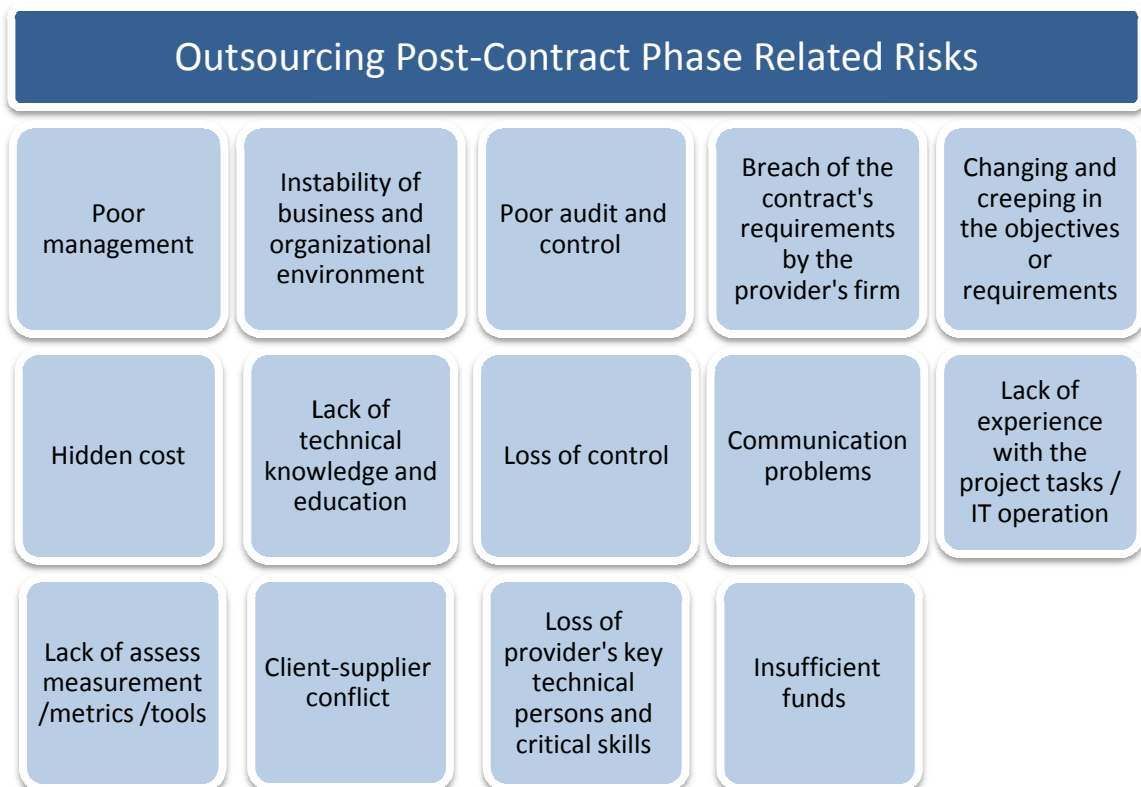 Outsourcing Post-Contract Phase Related Risks
Poor
management
Instability of
business and
organizational
environment
Poor audit and
control
Breach of the
contract's
requirements
by the
provider's firm
Changing and
creeping in
the objectives
or
requirements
Hidden cost
Lack of
technical
knowledge and
education
Loss of control
Communication
problems
Lack of
experience
with the
project tasks /
IT operation
Lack of assess
measurement
/metrics /tools
Client-supplier
conflict
Loss of
provider's key
technical
persons and
critical skills
Insufficient
funds